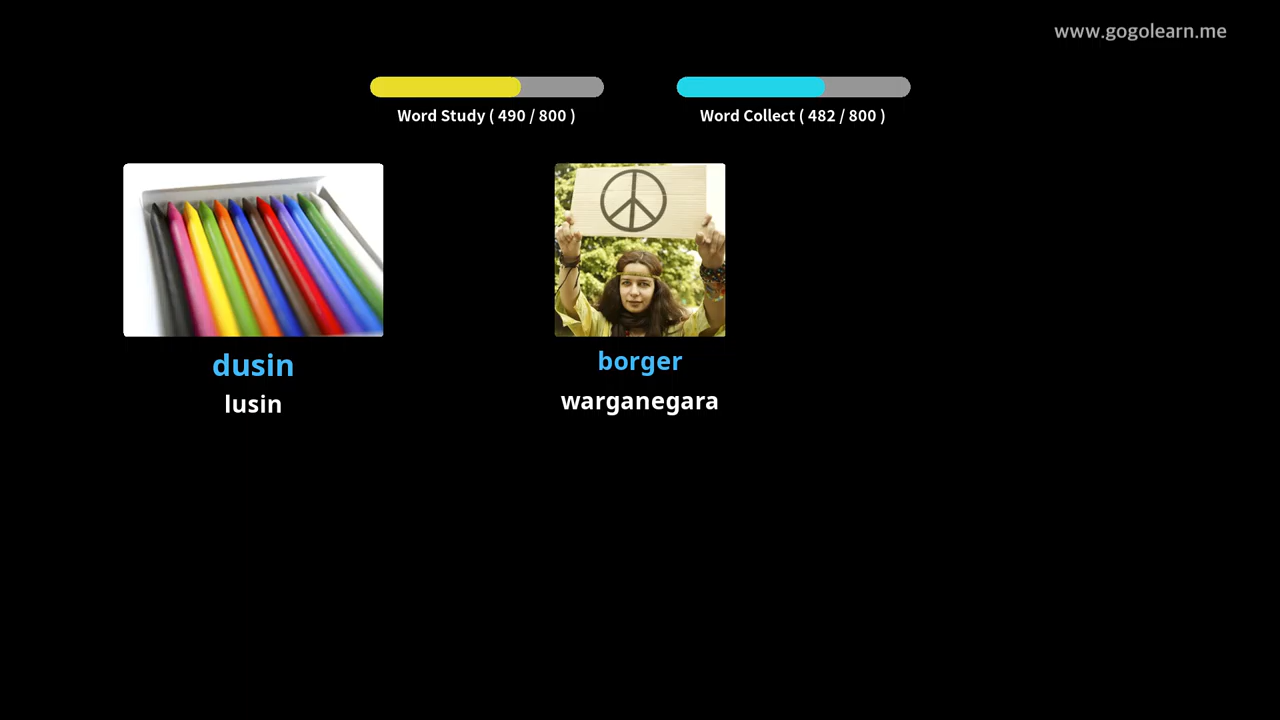 www.gogolearn.me
Word Study ( 490 / 800 )
Word Collect ( 482 / 800 )
dusin
lusin
borger
warganegara